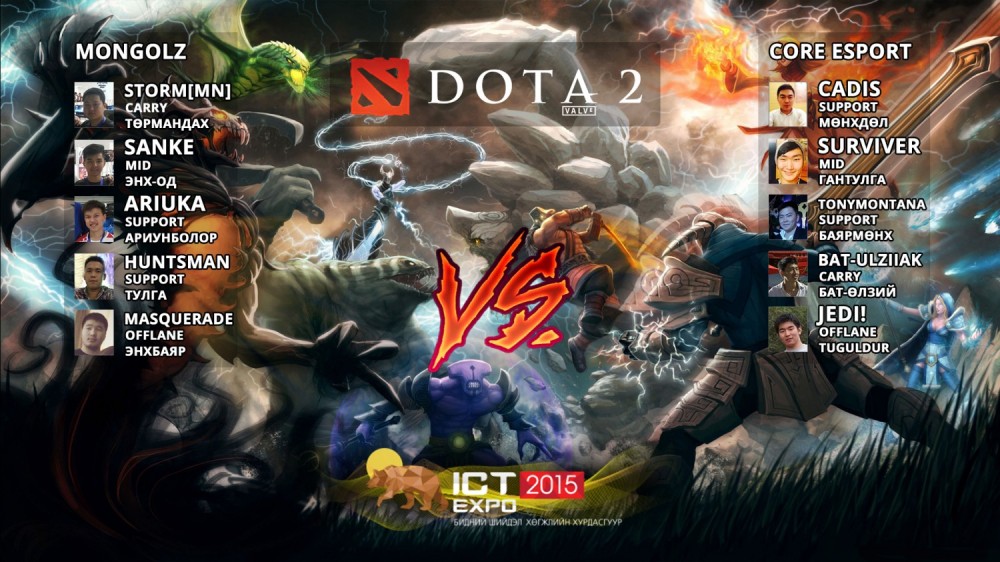 MONGOLZ
STORM[MN]
CARRY
ТӨРМАНДАХ
SANKE
MID
ЭНХ-ОД
ARIUKA
SUPPORT
АРИУНБОЛОР
HUNTSMAN
SUPPORT
ТУЛГА
MASQUERADE
OFFLANE
ЭНХБАЯР
DOTA 2
VALVE
VS.
CORE ESPORT
CADIS
SUPPORT
МӨНХДӨЛ
SURVIVER
MID
ГАНТУЛГА
TONYMONTANA
SUPPORT
БАЯРМӨНХ
BAT-ULZIIAK
CARRY
БАТ-ӨЛЗИЙ
JEDI!
OFFLANE
TUGULDUR
ICT 2015
EXPO
БИДНИЙ ШИЙДЭЛ ХӨГЖЛИЙН ХУРДАСГУУР